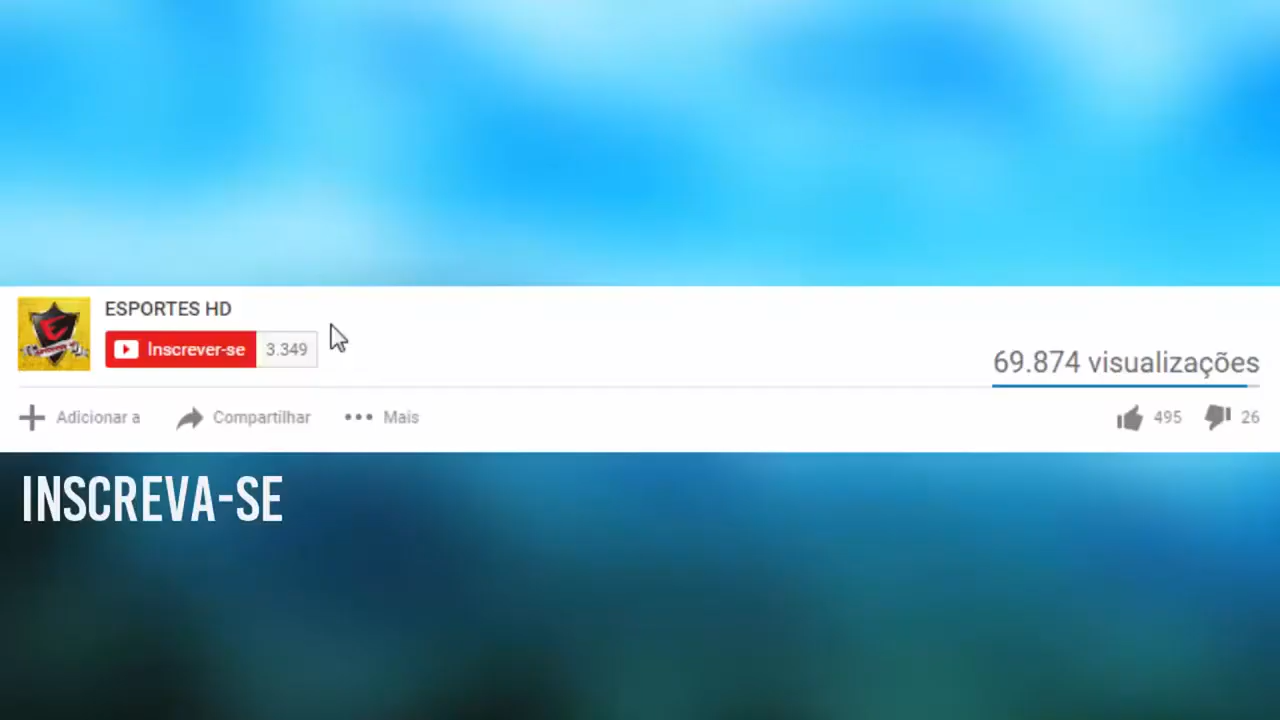 ESPORTES HD
Inscrever-se 3.349
69.874 visualizações
Adicionar a Compartilhar Mais 495 26
INSCREVA-SE